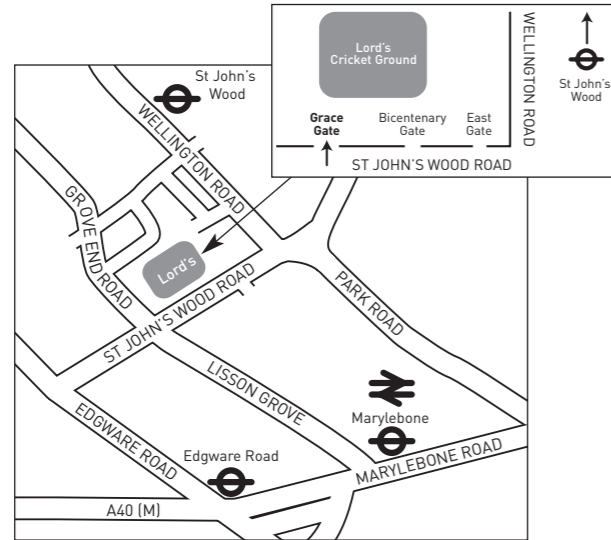 Lord's
Cricket Ground
WELLINGTON ROAD
St John's
Wood
Grace
Gate
Bicentenary
Gate
East
Gate
ST JOHN'S WOOD ROAD
St John's
Wood
WELLINGTON ROAD
GROVE END ROAD
Lord's
ST JOHN'S WOOD ROAD
PARK ROAD
LISSON GROVE
Marylebone
EDGWARE ROAD
Edgware Road
MARYLEBONE ROAD
A40 (M)